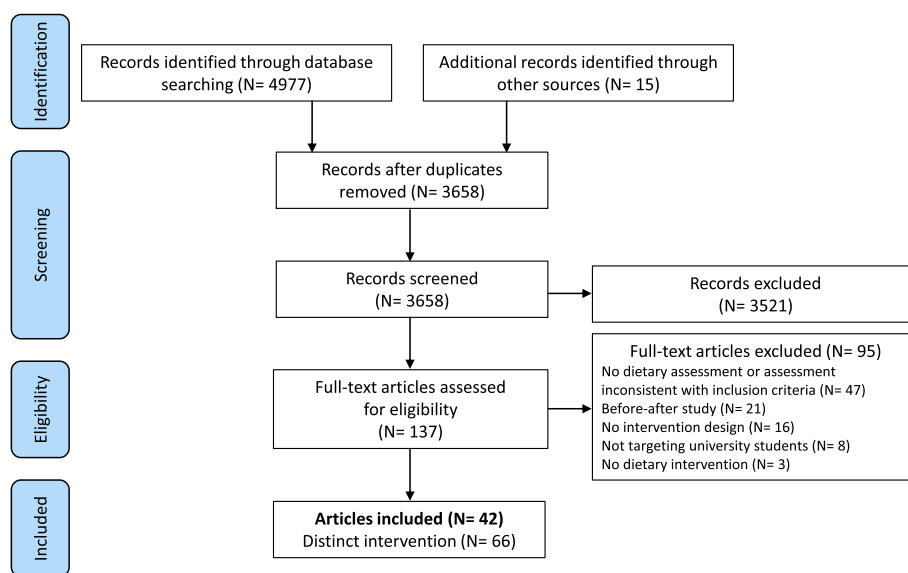 Identification
Records identified through database
searching (N= 4977)
Additional records identified through
other sources (N= 15)
Screening
Records after duplicates
removed (N= 3658)
Records screened
(N= 3658)
Records excluded
(N= 3521)
Eligibility
Full-text articles assessed
for eligibility
(N= 137)
Full-text articles excluded (N= 95)
No dietary assessment or assessment
inconsistent with inclusion criteria (N= 47)
Before-after study (N= 21)
No intervention design (N= 16)
Not targeting university students (N= 8)
No dietary intervention (N= 3)
Included
Articles included (N= 42)
Distinct intervention (N= 66)